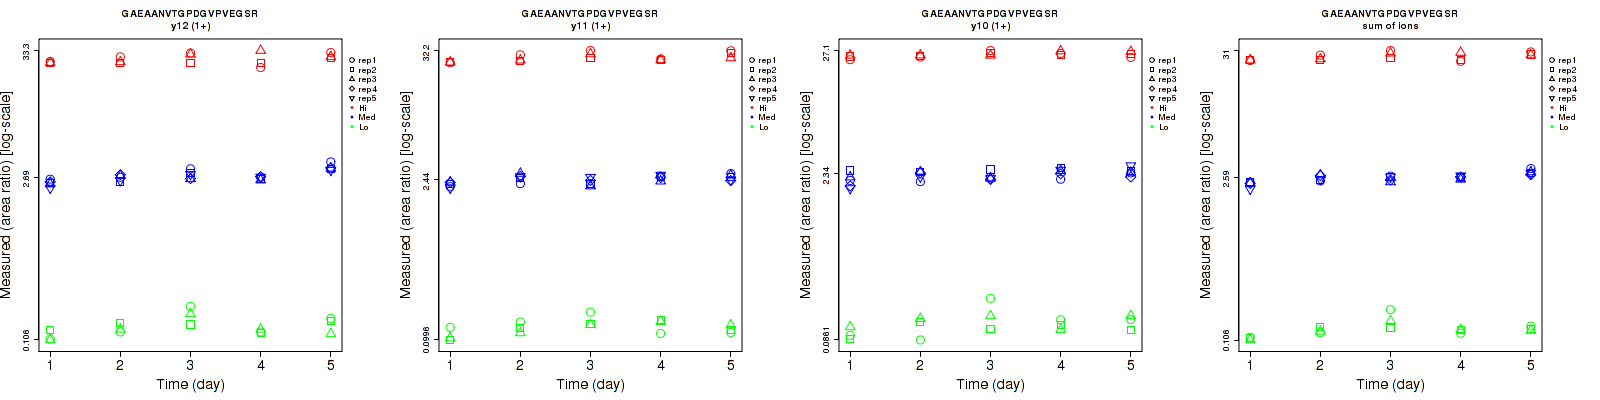 GAEAANVTGPDGVPVEGSR
y12 (1+)
Measured (area ratio) [log-scale]
33.3
2.69
0.106
1 2 3 4 5
Time (day)
rep1
rep2
rep3
rep4
rep5
Hi
Med
Lo
GAEAANVTGPDGVPVEGSR
y11 (1+)
Measured (area ratio) [log-scale]
32.2
2.44
0.0996
1 2 3 4 5
Time (day)
rep1
rep2
rep3
rep4
rep5
Hi
Med
Lo
GAEAANVTGPDGVPVEGSR
y10 (1+)
Measured (area ratio) [log-scale]
27.1
2.34
0.0861
1 2 3 4 5
Time (day)
rep1
rep2
rep3
rep4
rep5
Hi
Med
Lo
GAEAANVTGPDGVPVEGSR
sum of ions
Measured (area ratio) [log-scale]
31
2.59
0.106
1 2 3 4 5
Time (day)
rep1
rep2
rep3
rep4
rep5
Hi
Med
Lo